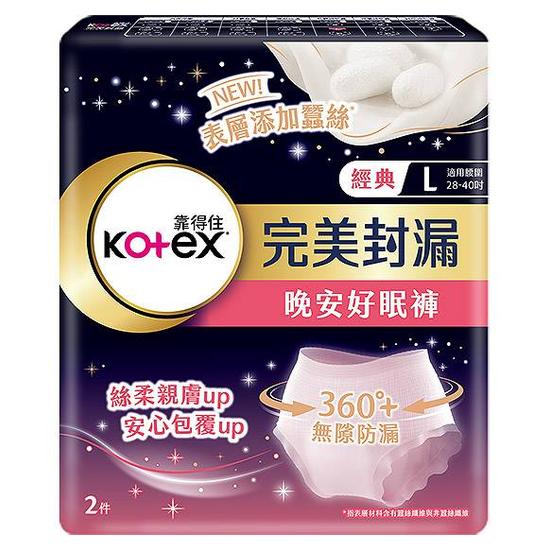 NEW!
表層添加蠶絲*
經典 L 適用腰圍
28-40吋
靠得住
Kotex
完美封漏
晚安好眠褲
絲柔親膚up
安心包覆up
360°+
無隙防漏
2件
*指表層材料含有蠶絲纖維與非蠶絲纖維